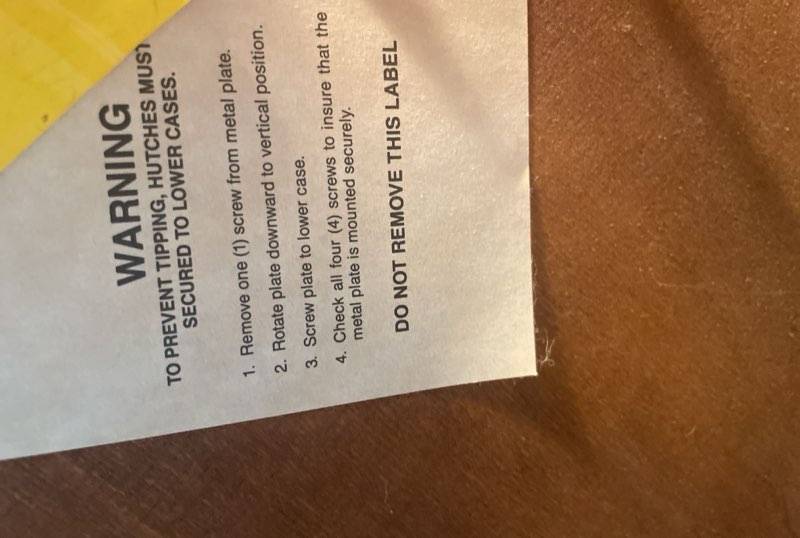 WARNING
TO PREVENT TIPPING, HUTCHES MUST
SECURED TO LOWER CASES.
1. Remove one (1) screw from metal plate.
2. Rotate plate downward to vertical position.
3. Screw plate to lower case.
4. Check all four (4) screws to insure that the
metal plate is mounted securely.
DO NOT REMOVE THIS LABEL